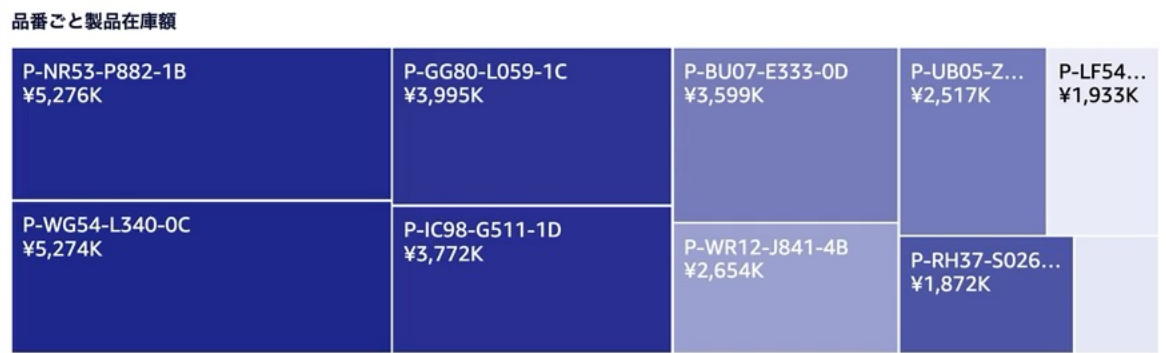 品番ごと製品在庫額
P-NR53-P882-1B
¥5,276K
P-WG54-L340-0C
¥5,274K
P-GG80-L059-1C
¥3,995K
P-IC98-G511-1D
¥3,772K
P-BU07-E333-0D
¥3,599K
P-WR12-J841-4B
¥2,654K
P-UB05-Z...
¥2,517K
P-LF54...
¥1,933K
P-RH37-S026...
¥1,872K